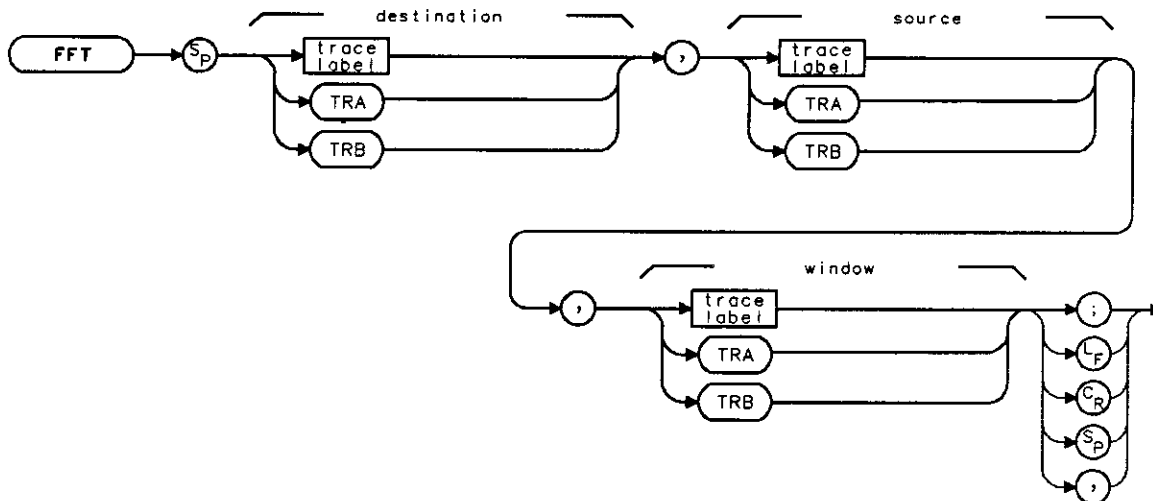 destination
source
FFT SP trace label , trace label
TRA TRA
TRB TRB
window
, trace label ;
TRA LF
CR
TRB
SP
,